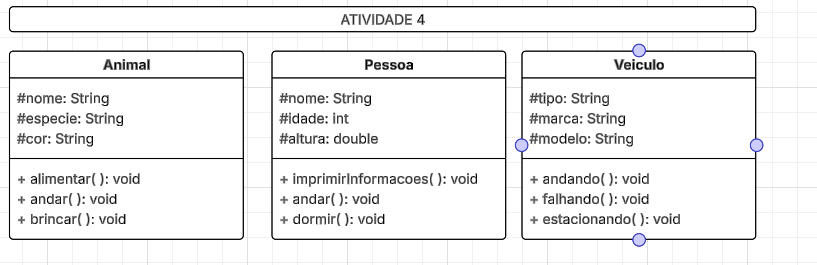 ATIVIDADE 4
Animal
#nome: String
#especie: String
#cor: String
+ alimentar( ): void
+ andar( ): void
+ brincar( ): void
Pessoa
#nome: String
#idade: int
#altura: double
+ imprimirInformacoes( ): void
+ andar( ): void
+ dormir( ): void
Veiculo
#tipo: String
#marca: String
#modelo: String
+ andando( ): void
+ falhando( ): void
+ estacionando( ): void